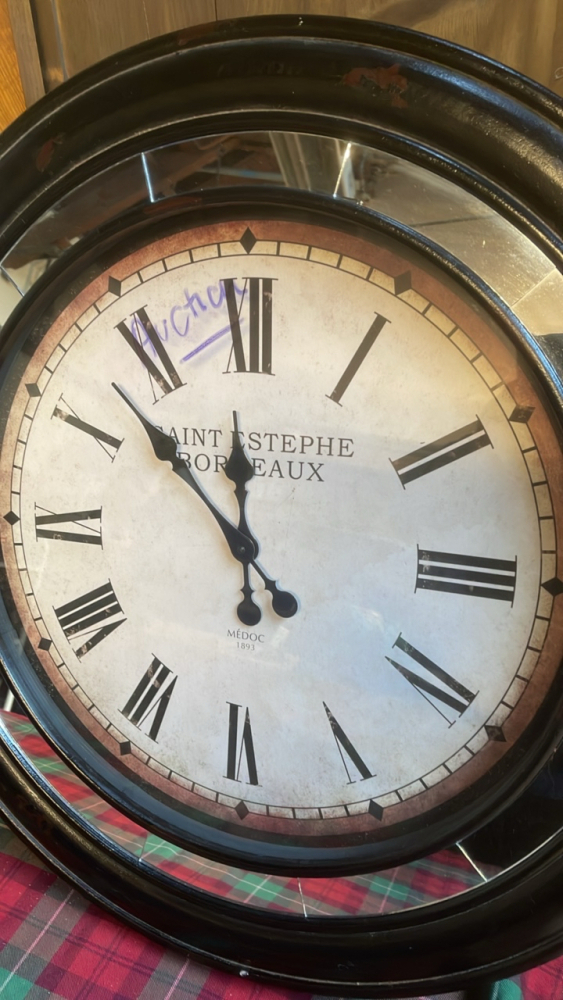 Auction
XII
I
II
III
IIII
V
VI
VII
VIII
IX
X
XI
SAINT ESTEPHE
BORDEAUX
MÉDOC
1893